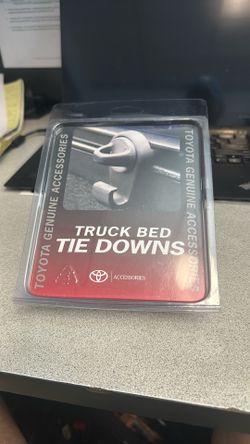 TOYOTA GENUINE ACCESSORIES
TOYOTA GENUINE ACCESSORIES
TRUCK BED
TIE DOWNS
ACCESSORIES